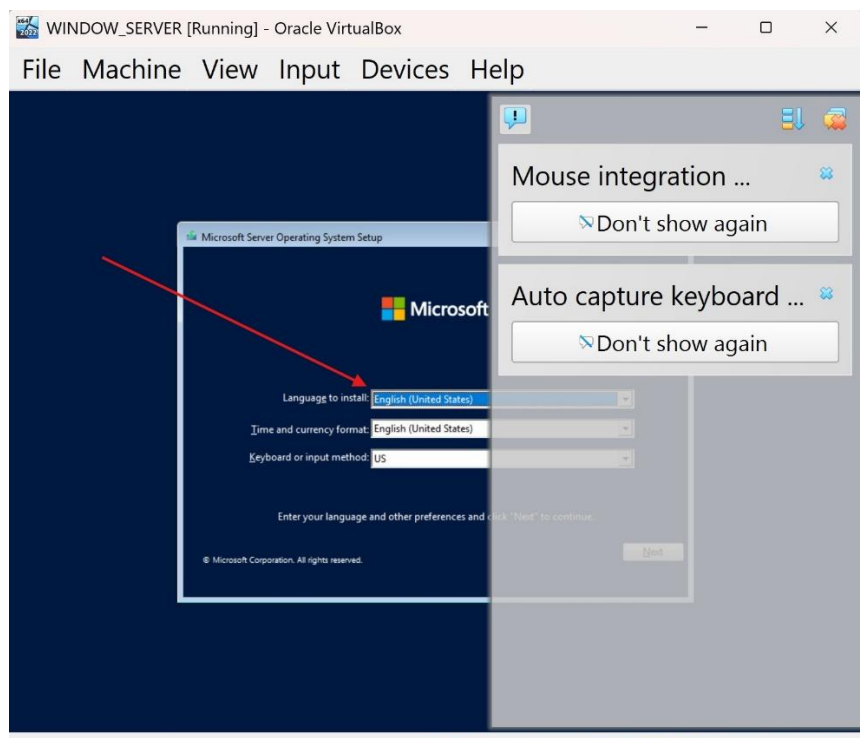 WINDOW_SERVER [Running] - Oracle VirtualBox
File Machine View Input Devices Help
Mouse integration ...
Don't show again
Auto capture keyboard ...
Don't show again
Microsoft Server Operating System Setup
Microsoft
Language to install: English (United States)
Time and currency format: English (United States)
Keyboard or input method: US
Enter your language and other preferences and click "Next" to continue.
© Microsoft Corporation. All rights reserved.
Next